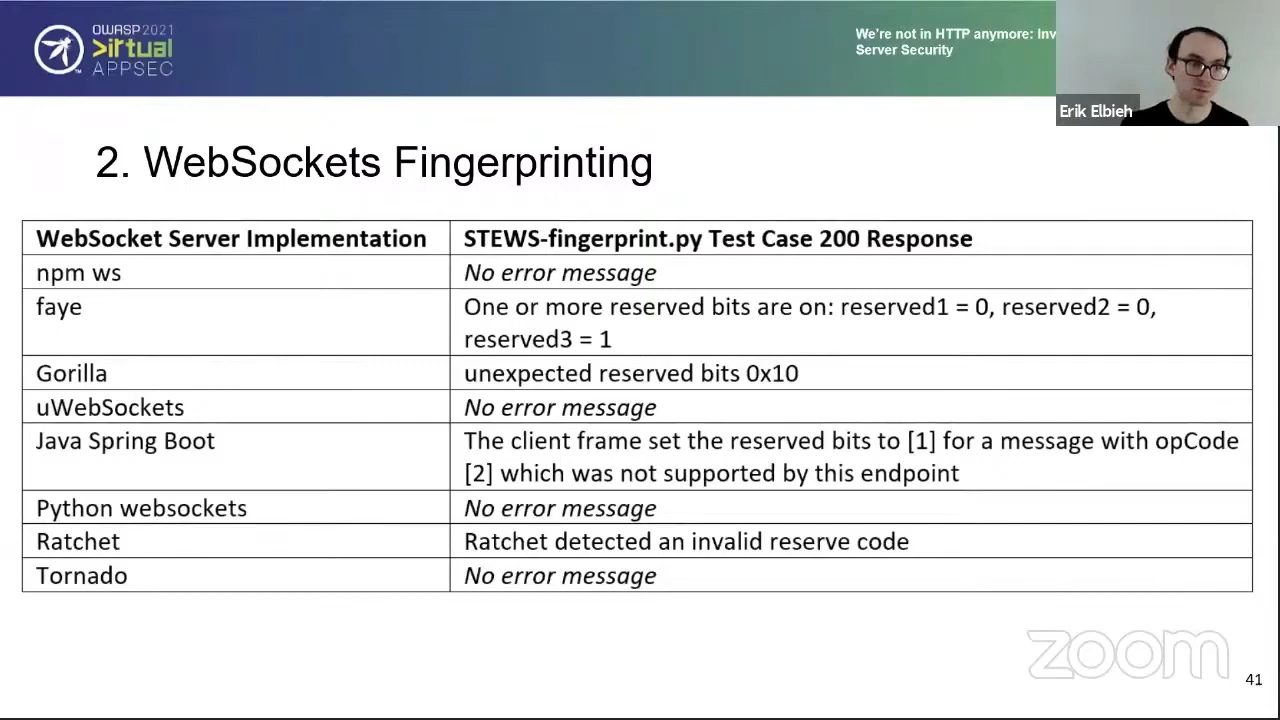 OWASP 2021
>irtual
APPSEC
We're not in HTTP anymore: Inv
Server Security
Erik Elbieh
2. WebSockets Fingerprinting
WebSocket Server Implementation
STEWS-fingerprint.py Test Case 200 Response
npm ws
No error message
faye
One or more reserved bits are on: reserved1 = 0, reserved2 = 0,
reserved3 = 1
Gorilla
unexpected reserved bits 0x10
uWebSockets
No error message
Java Spring Boot
The client frame set the reserved bits to [1] for a message with opCode
[2] which was not supported by this endpoint
Python websockets
No error message
Ratchet
Ratchet detected an invalid reserve code
Tornado
No error message
zoom
41